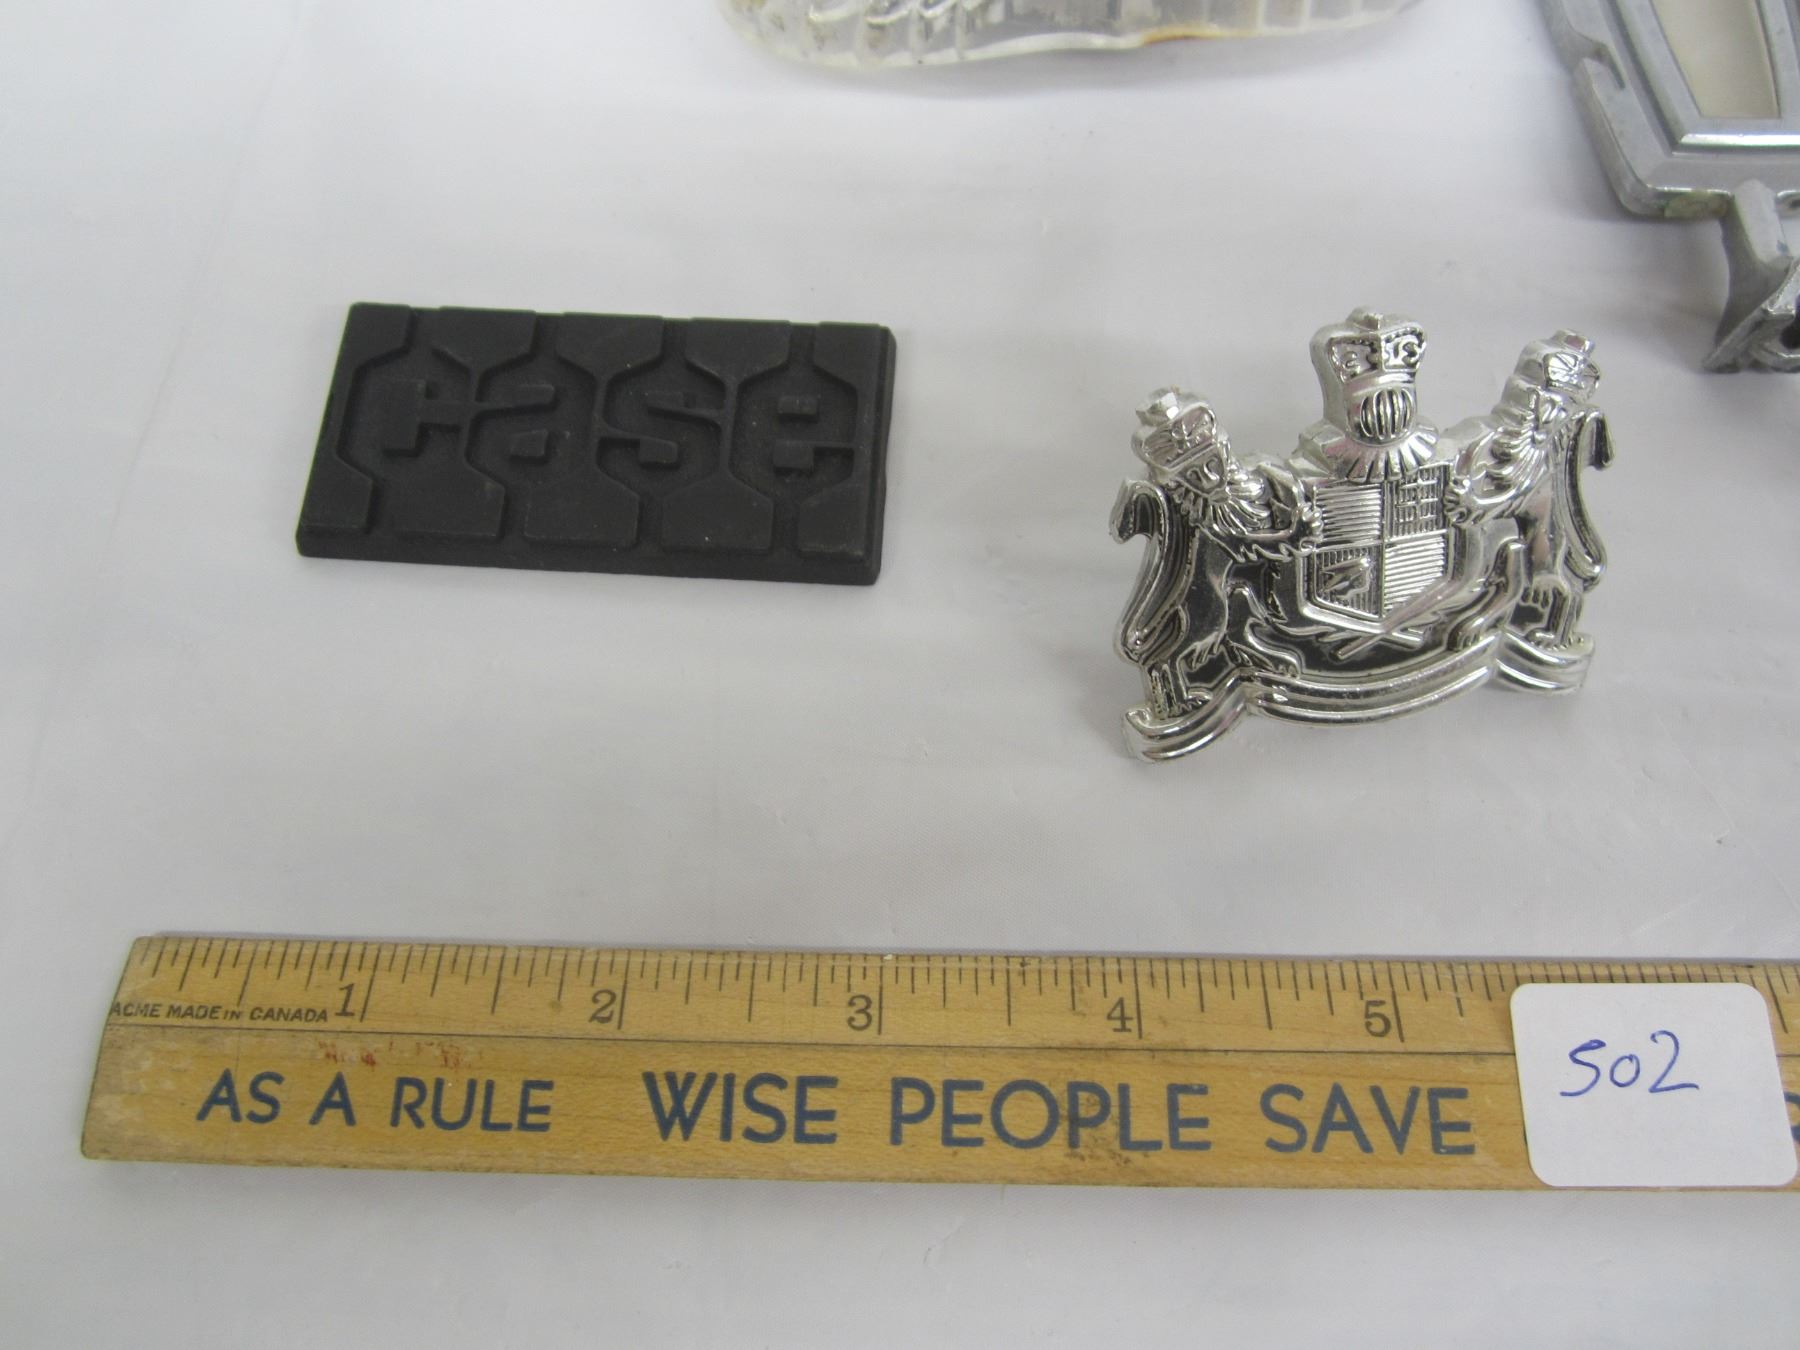 case
ACME MADE IN CANADA 1 2 3 4 5
AS A RULE WISE PEOPLE SAVE
502